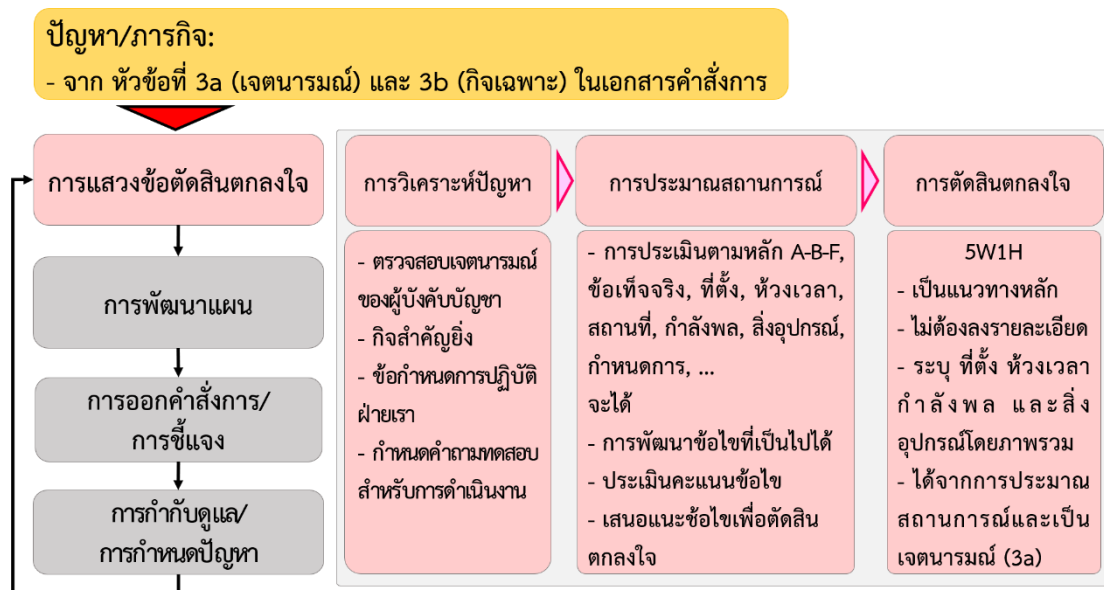 ปัญหา/ภารกิจ:
- จาก หัวข้อที่ 3a (เจตนารมณ์) และ 3b (กิจเฉพาะ) ในเอกสารคำสั่งการ
การแสวงข้อตัดสินตกลงใจ
การพัฒนาแผน
การออกคำสั่งการ/
การชี้แจง
การกำกับดูแล/
การกำหนดปัญหา
การวิเคราะห์ปัญหา
- ตรวจสอบเจตนารมณ์
ของผู้บังคับบัญชา
- กิจสำคัญยิ่ง
- ข้อกำหนดการปฏิบัติ
ฝ่ายเรา
- กำหนดคำถามทดสอบ
สำหรับการดำเนินงาน
การประมาณสถานการณ์
- การประเมินตามหลัก A-B-F,
ข้อเท็จจริง, ที่ตั้ง, ห้วงเวลา,
สถานที่, กำลังพล, สิ่งอุปกรณ์,
กำหนดการ, ...
จะได้
- การพัฒนาข้อไขที่เป็นไปได้
- ประเมินคะแนนข้อไข
- เสนอแนะช้อไขเพื่อตัดสิน
ตกลงใจ
การตัดสินตกลงใจ
5W1H
- เป็นแนวทางหลัก
- ไม่ต้องลงรายละเอียด
- ระบุ ที่ตั้ง ห้วงเวลา
กำลังพล และสิ่ง
อุปกรณ์โดยภาพรวม
- ได้จากการประมาณ
สถานการณ์และเป็น
เจตนารมณ์ (3a)